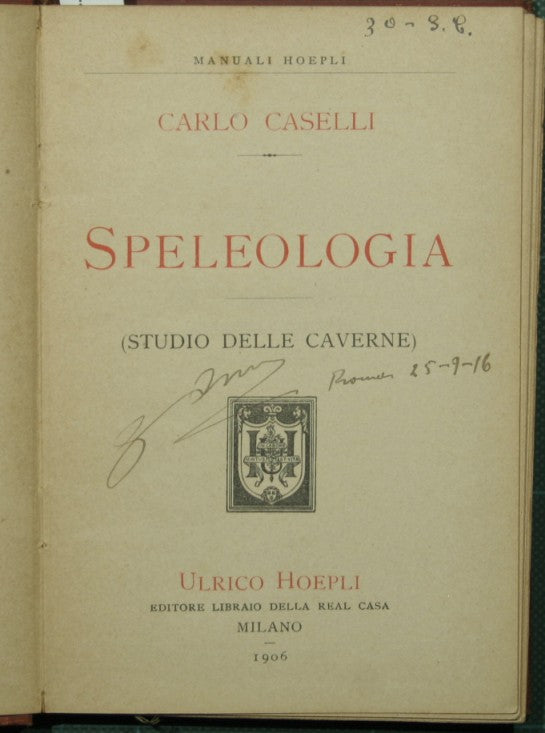 30 - S. C.
MANUALI HOEPLI
CARLO CASELLI
SPELEOLOGIA
(STUDIO DELLE CAVERNE)
Roma 25-9-16
ULRICO HOEPLI
EDITORE LIBRAIO DELLA REAL CASA
MILANO
1906